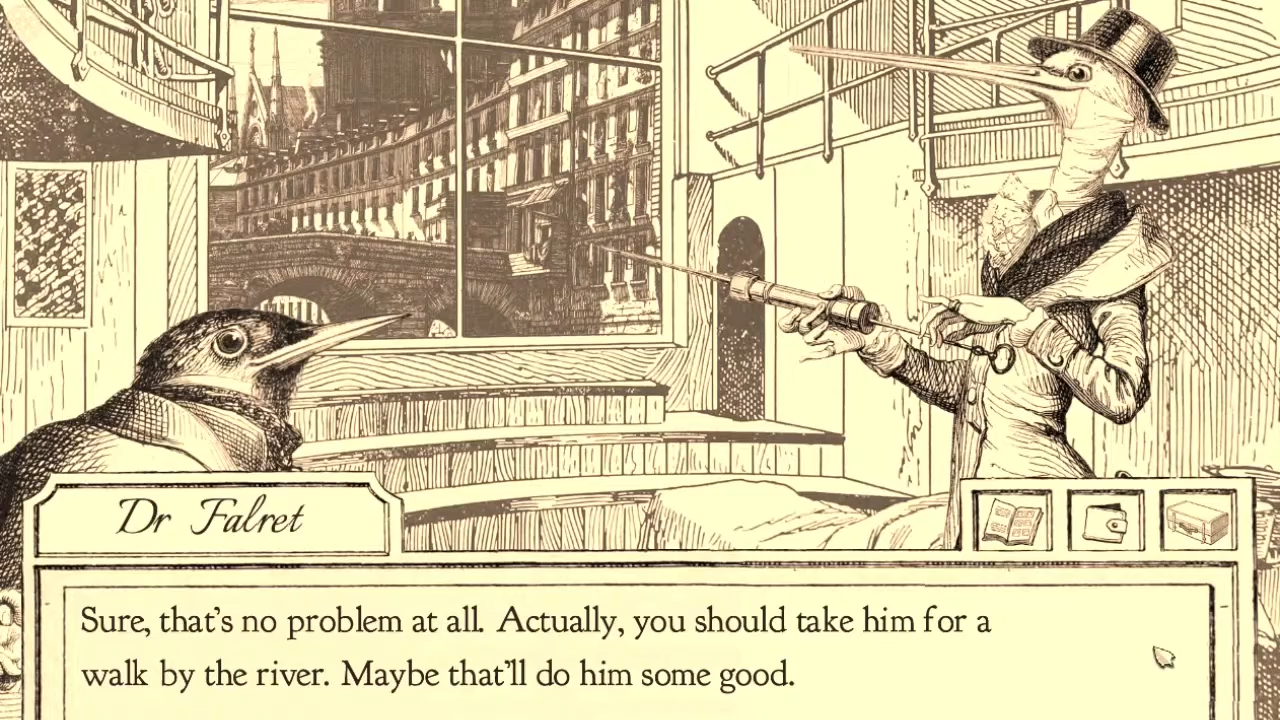 Dr Falret
Sure, that's no problem at all. Actually, you should take him for a
walk by the river. Maybe that'll do him some good.